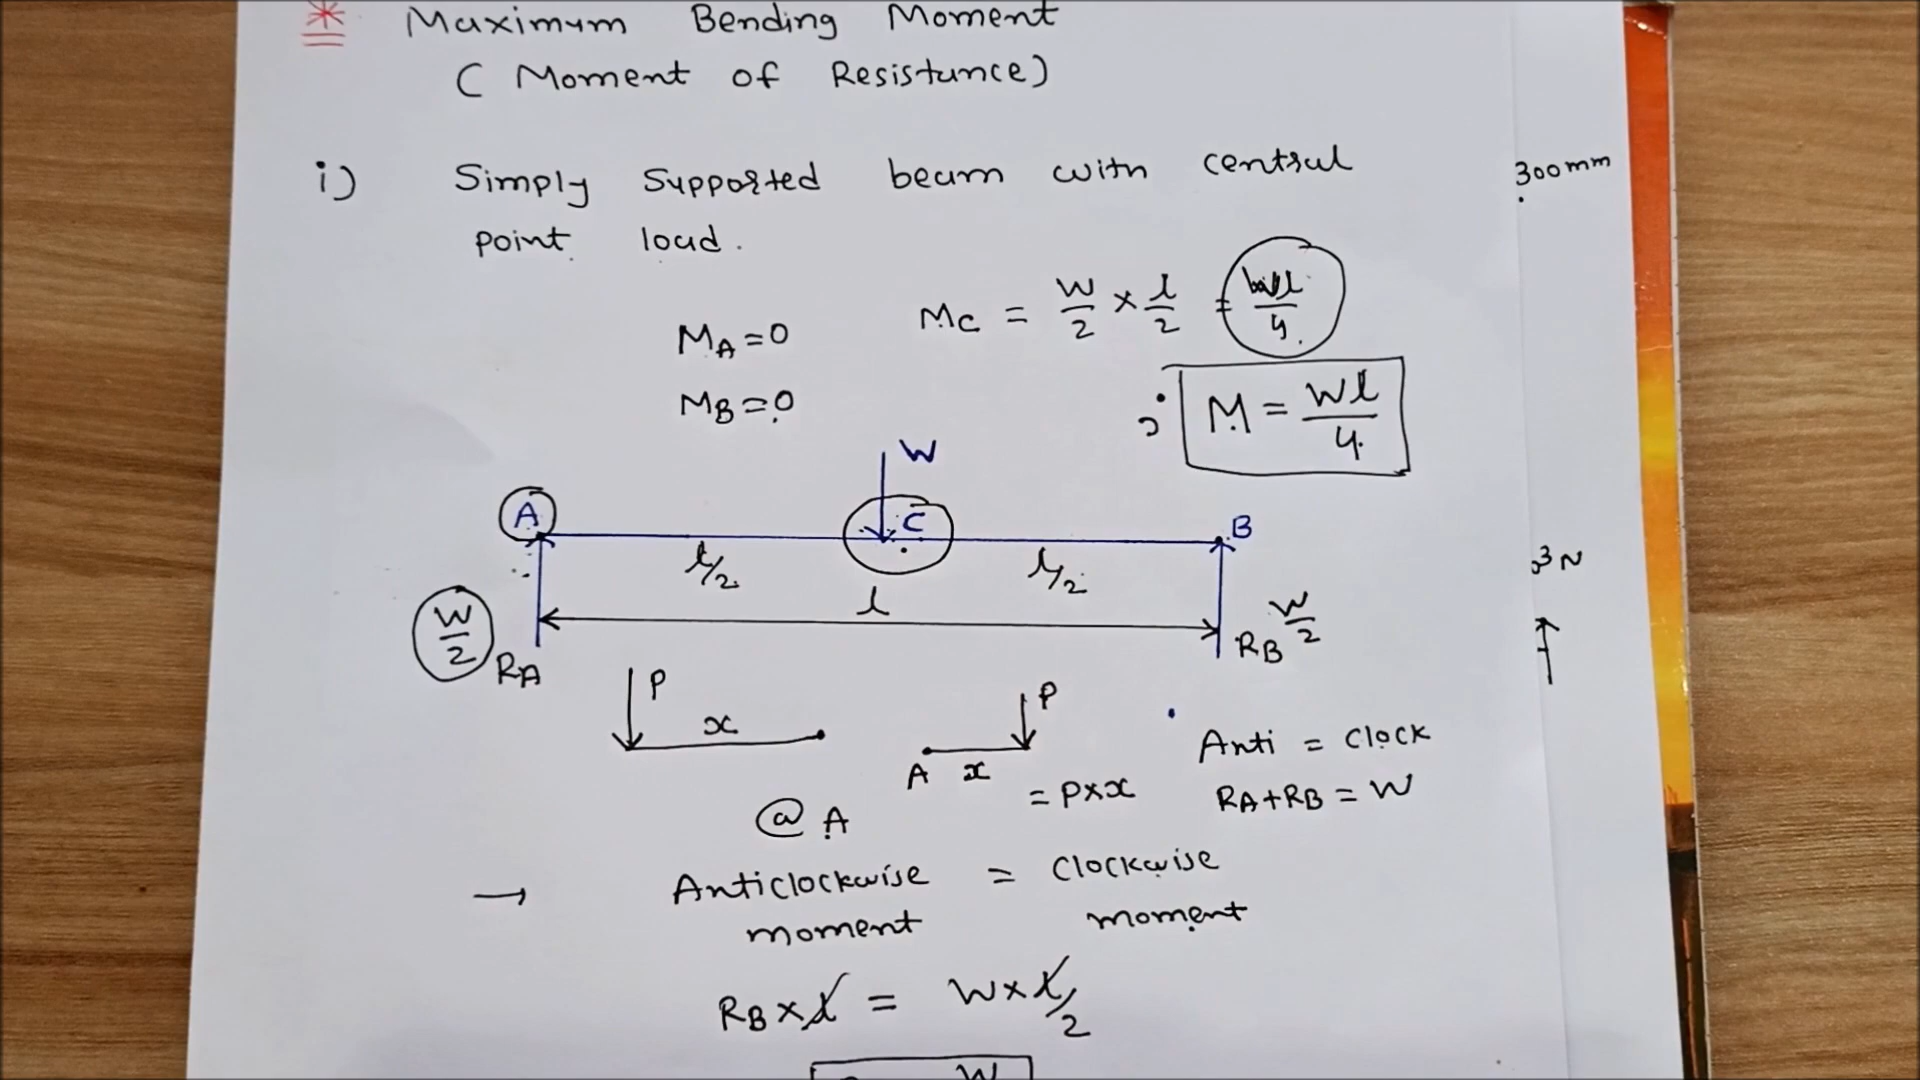 Maximum Bending Moment
( Moment of Resistance)
i) Simply Supported beam with central
point load.
300mm
MA=0
MB=0
Mc = W/2 × l/2 = Wl/4
∴ M = Wl/4
W
A
C
B
l/2
l/2
l
W/2
RA
W/2
RB
3N
P
x
P
A x
= P×x
Anti = Clock
RA+RB = W
@ A
→ Anticlockwise moment = Clockwise moment
RB×l = W×l/2
W